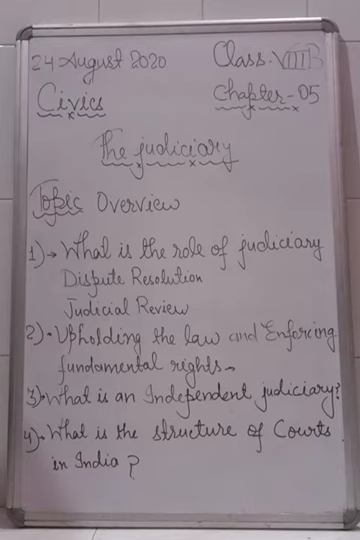 24 August 2020 Class.VIII B
Civics Chapter-05
The judiciary
Topic Overview
1)→ What is the role of judiciary
Dispute Resolution
Judicial Review
2)• Upholding the law and Enforcing
fundamental rights→
3)• What is an Independent judiciary?
4)• What is the structure of Courts
in India ?